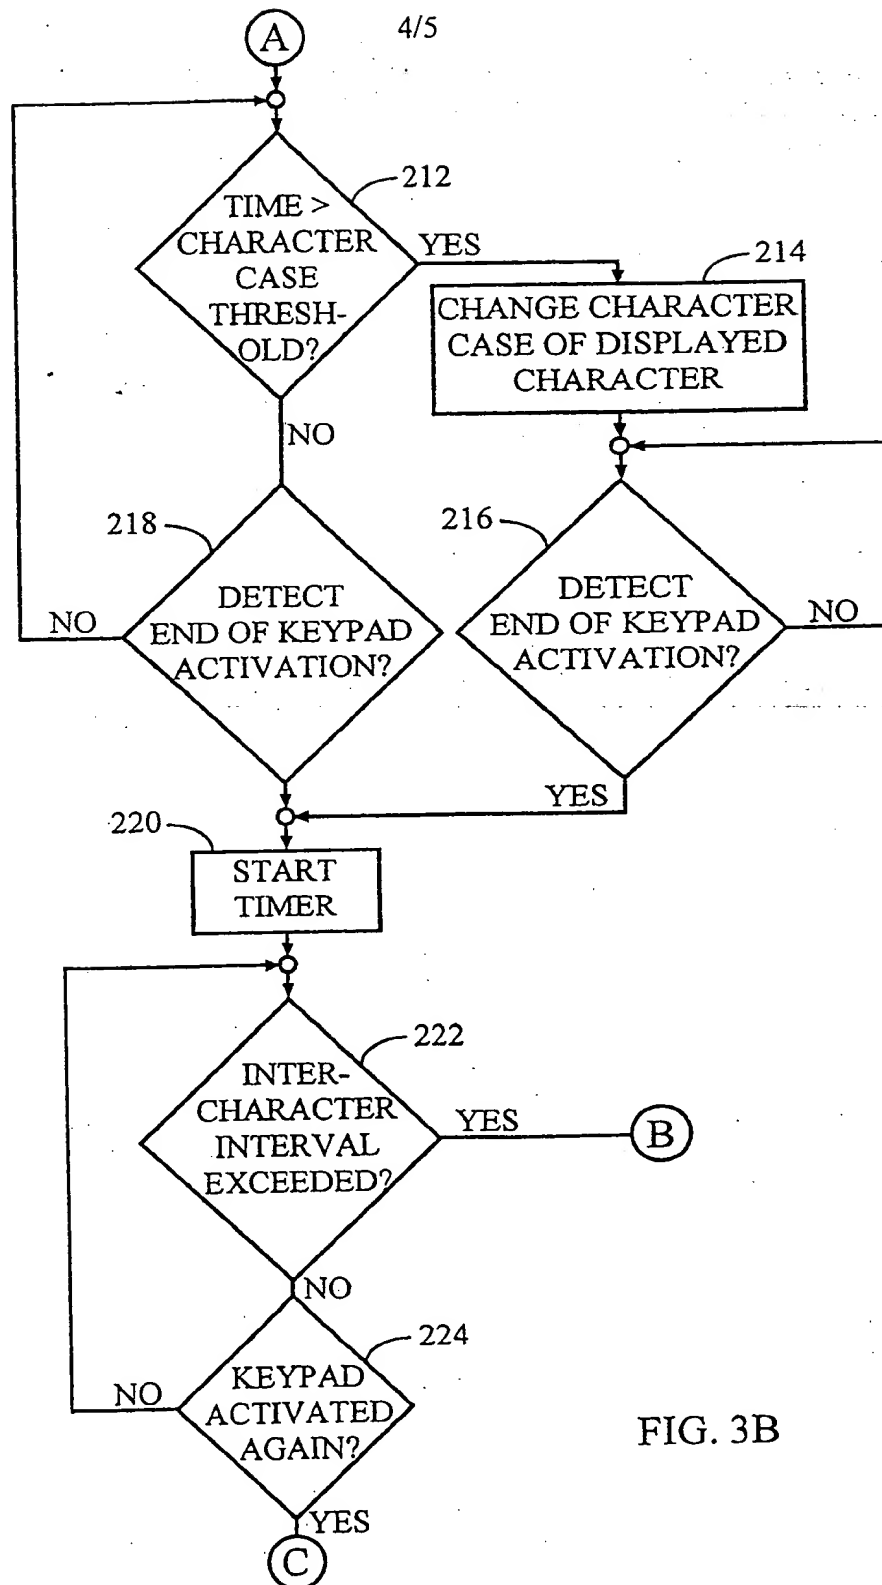 A
4/5
212
TIME >
CHARACTER
CASE
THRESH-
OLD?
YES
214
CHANGE CHARACTER
CASE OF DISPLAYED
CHARACTER
NO
218
DETECT
END OF KEYPAD
ACTIVATION?
NO
216
DETECT
END OF KEYPAD
ACTIVATION?
NO
YES
220
START
TIMER
222
INTER-
CHARACTER
INTERVAL
EXCEEDED?
YES
B
NO
224
KEYPAD
ACTIVATED
AGAIN?
NO
YES
C
FIG. 3B